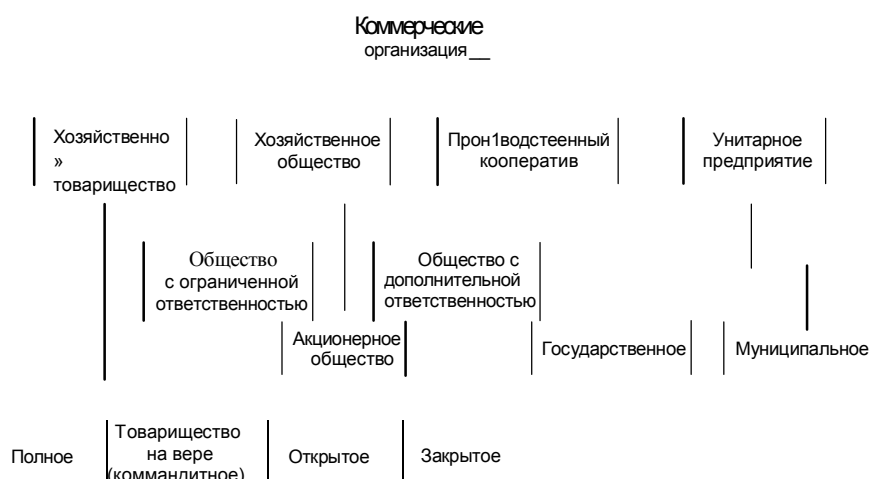 Коммерческие
организация__
Хозяйственно
»
товарищество
Хозяйственное
общество
Прон1водстеенный
кооператив
Унитарное
предприятие
Общество
с ограниченной
ответственностью
Общество с
дополнительной
ответственностью
Акционерное
общество
Государственное
Муниципальное
Полное
Товарищество
на вере
(коммандитное)
Открытое
Закрытое